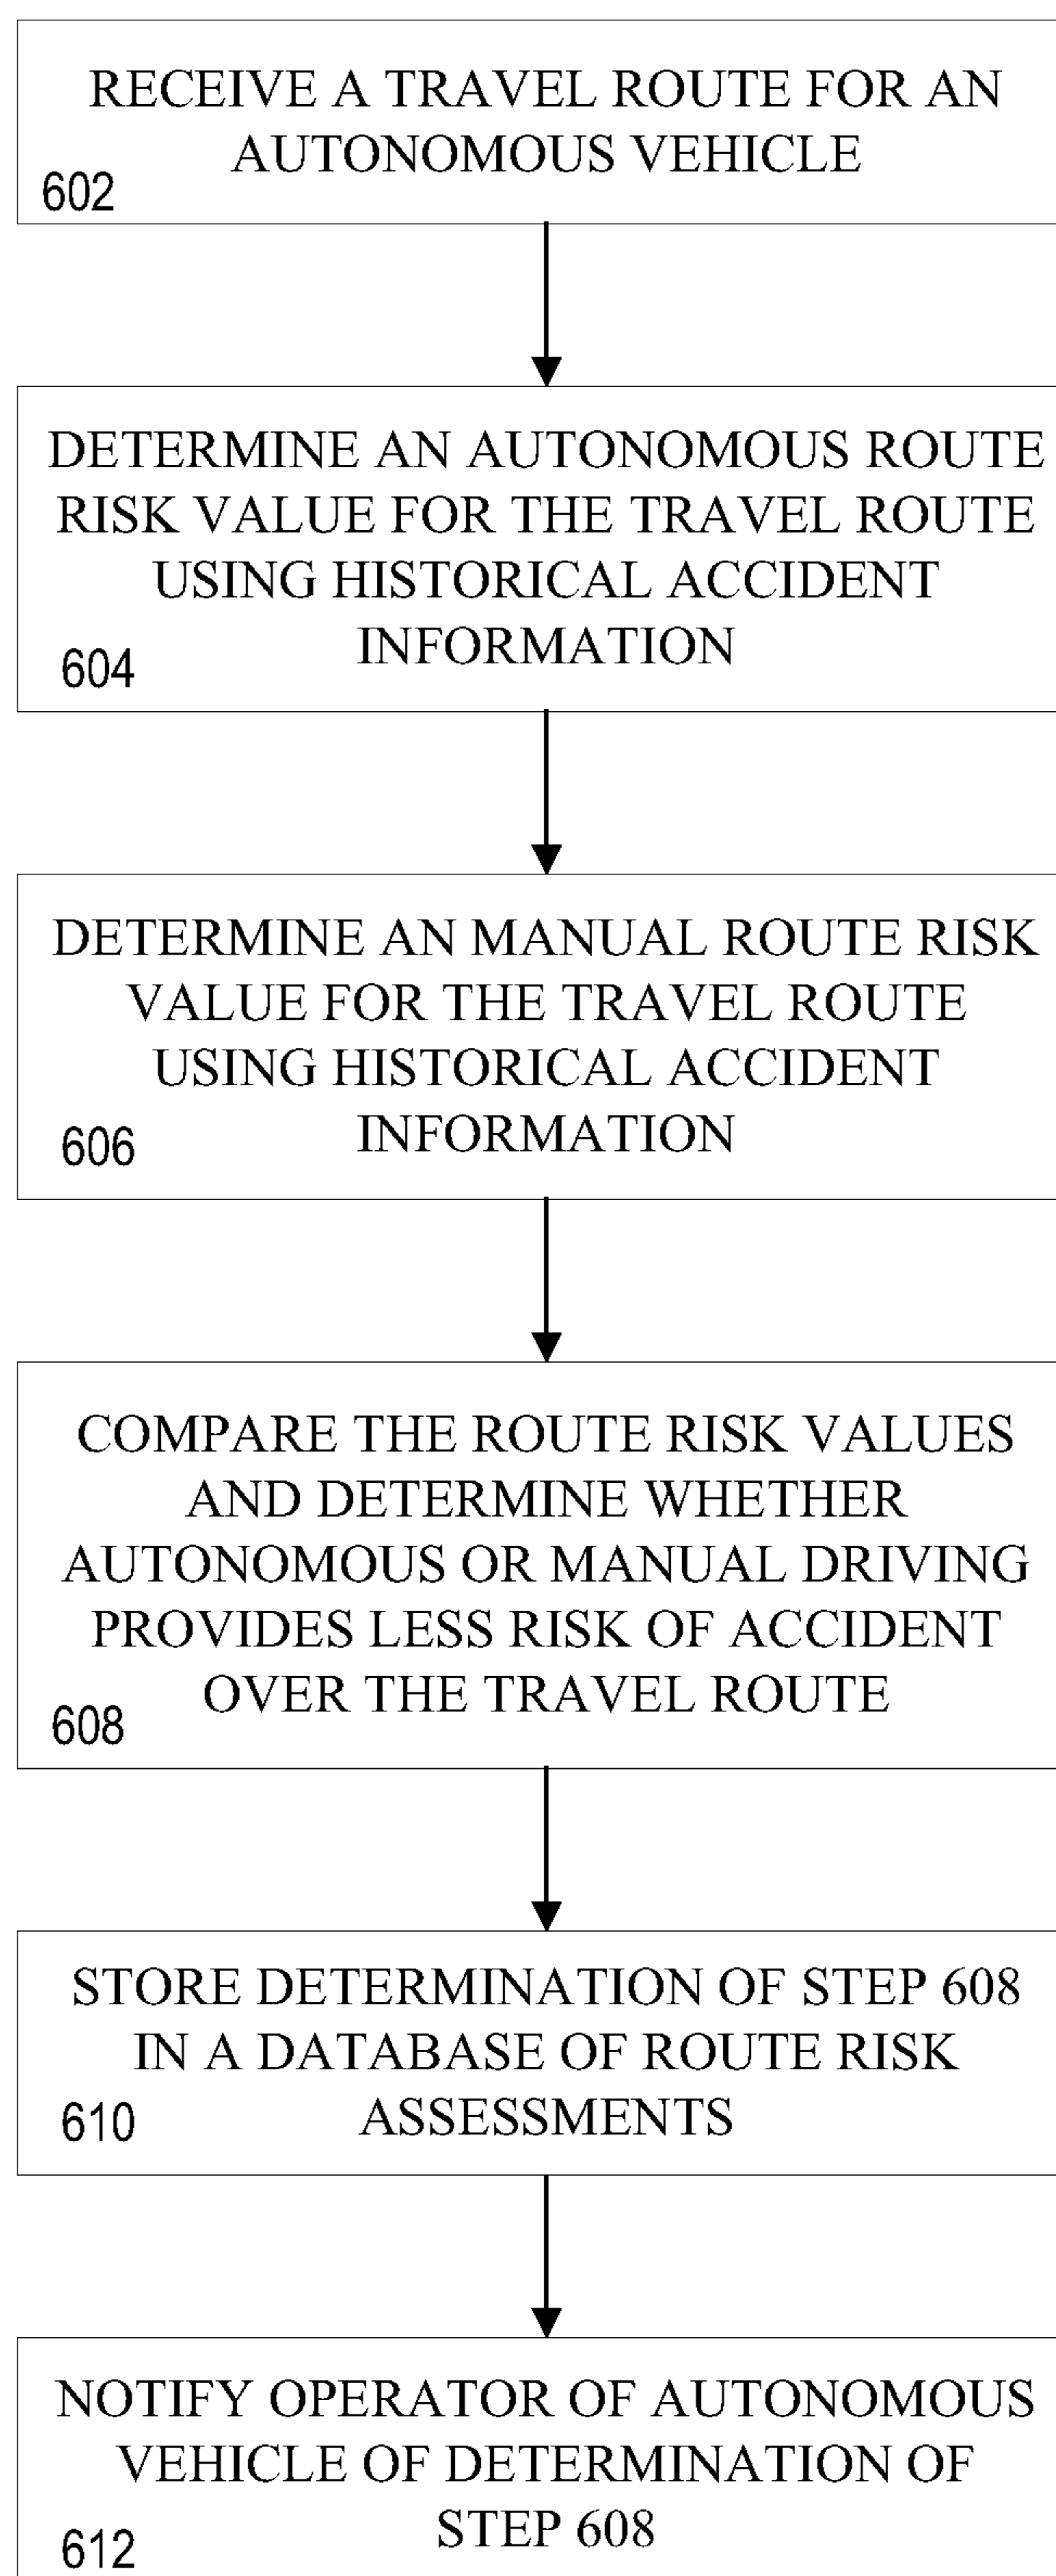 RECEIVE A TRAVEL ROUTE FOR AN
AUTONOMOUS VEHICLE
602
DETERMINE AN AUTONOMOUS ROUTE
RISK VALUE FOR THE TRAVEL ROUTE
USING HISTORICAL ACCIDENT
INFORMATION
604
DETERMINE AN MANUAL ROUTE RISK
VALUE FOR THE TRAVEL ROUTE
USING HISTORICAL ACCIDENT
INFORMATION
606
COMPARE THE ROUTE RISK VALUES
AND DETERMINE WHETHER
AUTONOMOUS OR MANUAL DRIVING
PROVIDES LESS RISK OF ACCIDENT
OVER THE TRAVEL ROUTE
608
STORE DETERMINATION OF STEP 608
IN A DATABASE OF ROUTE RISK
ASSESSMENTS
610
NOTIFY OPERATOR OF AUTONOMOUS
VEHICLE OF DETERMINATION OF
STEP 608
612